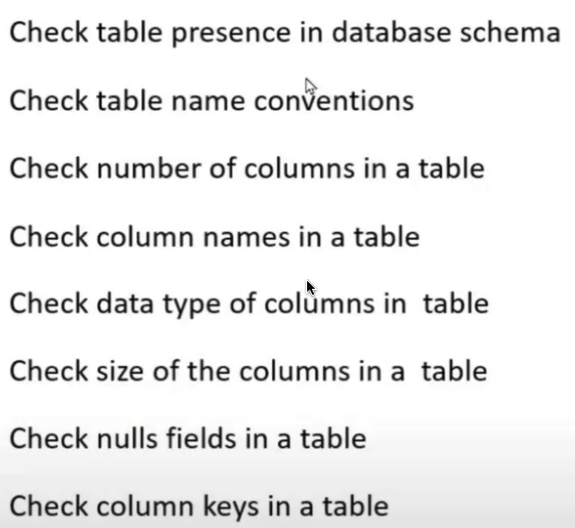 Check table presence in database schema
Check table name conventions
Check number of columns in a table
Check column names in a table
Check data type of columns in  table
Check size of the columns in a  table
Check nulls fields in a table
Check column keys in a table